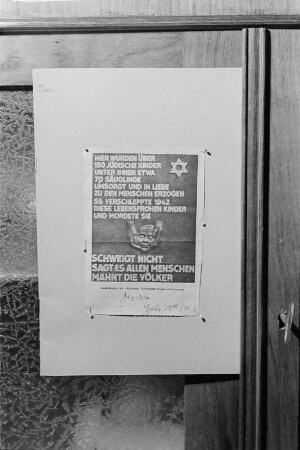 HIER WURDEN ÜBER
150 JÜDISCHE KINDER
UNTER IHNEN ETWA
70 SÄUGLINGE
UMSORGT UND IN LIEBE
ZU DEN MENSCHEN ERZOGEN
SS VERSCHLEPPTE 1942
DIESE LEBENSFROHEN KINDER
UND MORDETE SIE
SCHWEIGT NICHT
SAGT ES ALLEN MENSCHEN
MAHNT DIE VÖLKER
July